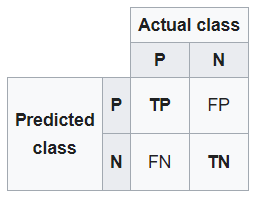 Actual class
P N
Predicted class
P TP FP
N FN TN